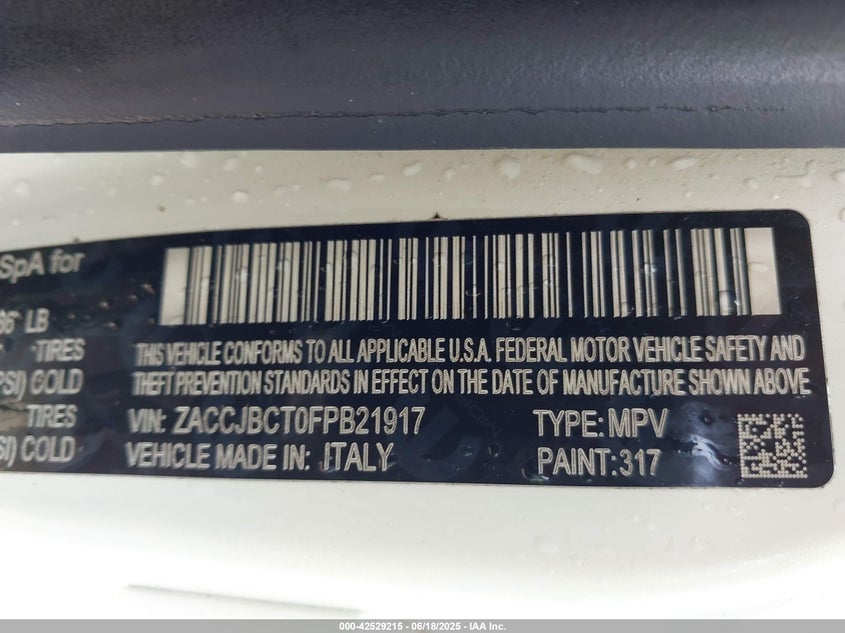 SpA for
LB
TIRES
PSI) COLD
TIRES
SI) COLD
THIS VEHICLE CONFORMS TO ALL APPLICABLE U.S.A. FEDERAL MOTOR VEHICLE SAFETY AND
THEFT PREVENTION STANDARDS IN EFFECT ON THE DATE OF MANUFACTURE SHOWN ABOVE
VIN: ZACCJBCT0FPB21917 TYPE: MPV
VEHICLE MADE IN: ITALY PAINT:317
000-42529215 - 06/18/2025 - IAA Inc.